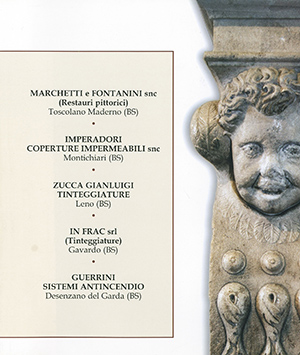 MARCHETTI e FONTANINI snc
(Restauri pittorici)
Toscolano Maderno (BS)
•
IMPERADORI
COPERTURE IMPERMEABILI snc
Montichiari (BS)
•
ZUCCA GIANLUIGI
TINTEGGIATURE
Leno (BS)
•
IN FRAC srl
(Tinteggiature)
Gavardo (BS)
•
GUERRINI
SISTEMI ANTINCENDIO
Desenzano del Garda (BS)